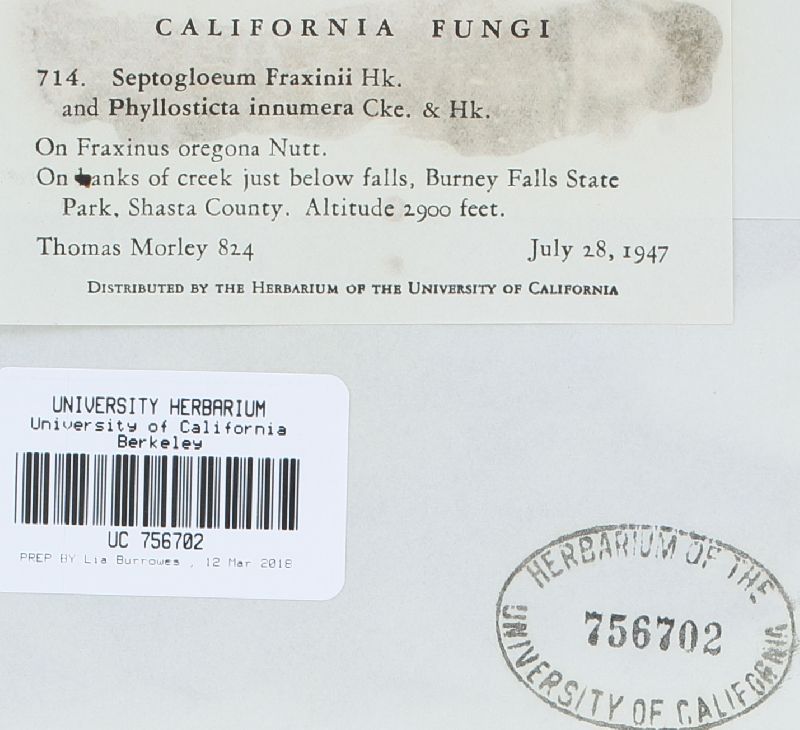 CALIFORNIA FUNGI
714. Septogloeum Fraxinii Hk.
and Phyllosticta innumera Cke. & Hk.
On Fraxinus oregona Nutt.
On banks of creek just below falls, Burney Falls State
Park, Shasta County. Altitude 2900 feet.
Thomas Morley 824 July 28, 1947
DISTRIBUTED BY THE HERBARIUM OF THE UNIVERSITY OF CALIFORNIA
UNIVERSITY HERBARIUM
University of California
Berkeley
UC 756702
PREP BY Lia Burrowes , 12 Mar 2018
HERBARIUM OF THE
756702
UNIVERSITY OF CALIFORNIA